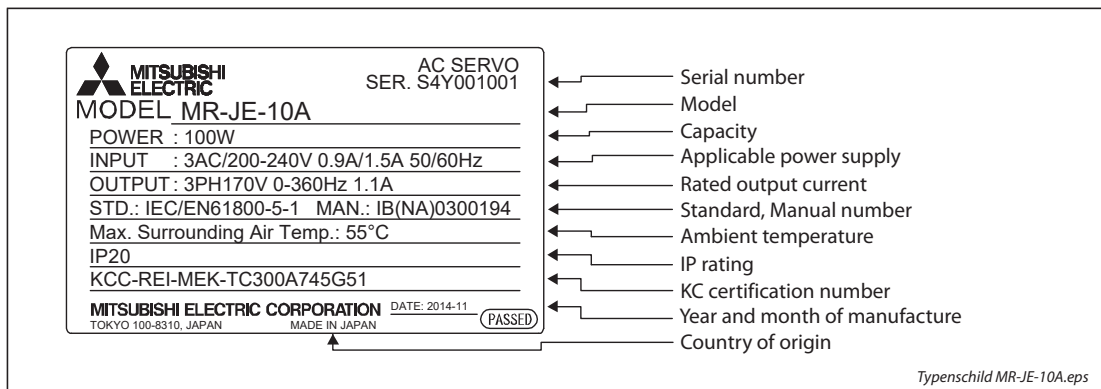 MITSUBISHI
ELECTRIC
AC SERVO
SER. S4Y001001
MODEL MR-JE-10A
POWER : 100W
INPUT : 3AC/200-240V 0.9A/1.5A 50/60Hz
OUTPUT : 3PH170V 0-360Hz 1.1A
STD.: IEC/EN61800-5-1 MAN.: IB(NA)0300194
Max. Surrounding Air Temp.: 55°C
IP20
KCC-REI-MEK-TC300A745G51
MITSUBISHI ELECTRIC CORPORATION DATE: 2014-11
TOKYO 100-8310, JAPAN MADE IN JAPAN
PASSED
Serial number
Model
Capacity
Applicable power supply
Rated output current
Standard, Manual number
Ambient temperature
IP rating
KC certification number
Year and month of manufacture
Country of origin
Typenschild MR-JE-10A.eps